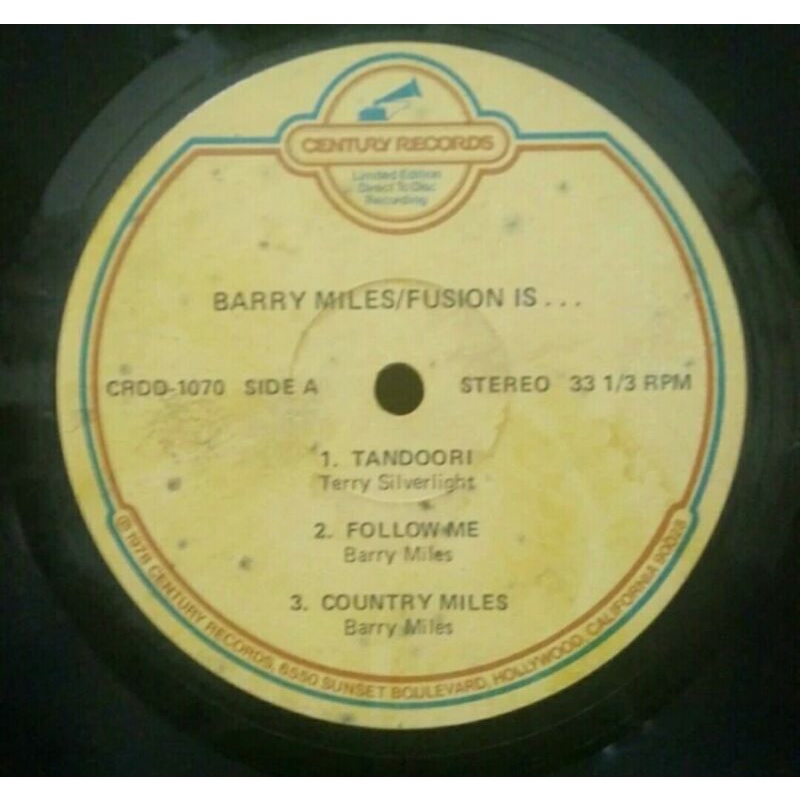 CENTURY RECORDS
Limited Edition
Direct To Disc
Recording
BARRY MILES/FUSION IS . . .
CRDD-1070 SIDE A
STEREO 33 1/3 RPM
1. TANDOORI
Terry Silverlight
2. FOLLOW ME
Barry Miles
3. COUNTRY MILES
Barry Miles
℗ 1978 CENTURY RECORDS, 6550 SUNSET BOULEVARD, HOLLYWOOD, CALIFORNIA 90028